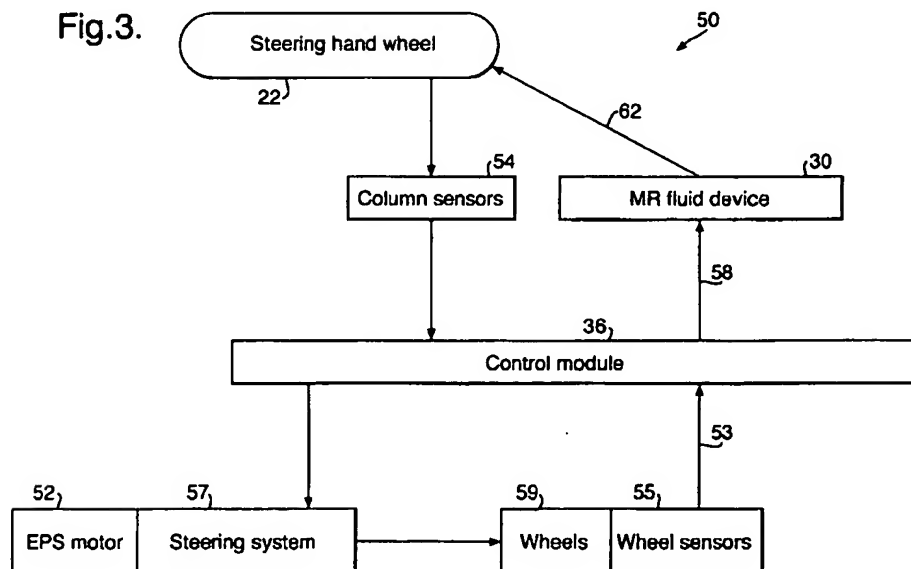 Fig.3.
Steering hand wheel
50
22
62
54
30
Column sensors
MR fluid device
58
36
Control module
53
52
57
59
55
EPS motor
Steering system
Wheels
Wheel sensors